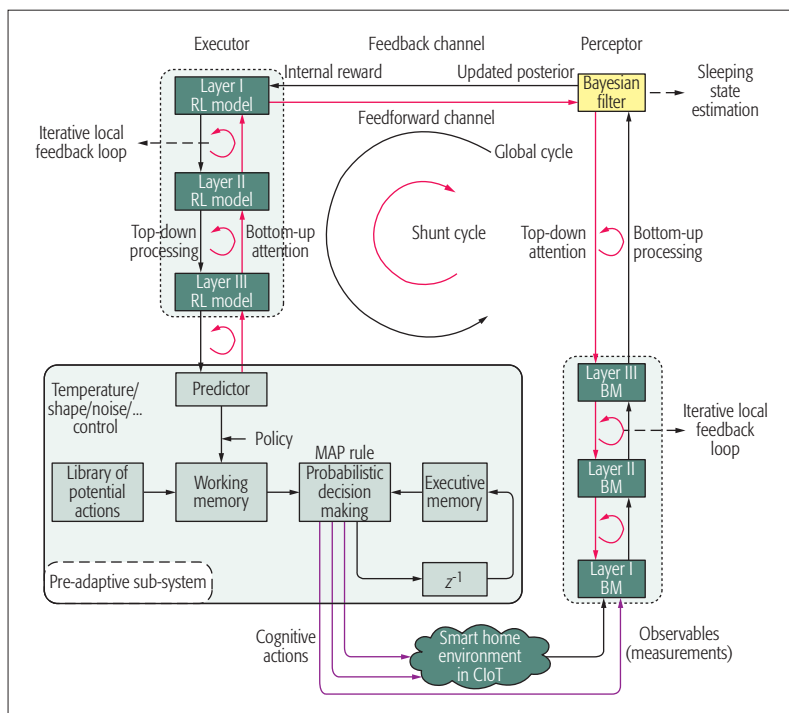 Executor
Feedback channel
Perceptor
Layer I
RL model
Internal reward
Updated posterior
Bayesian
filter
Sleeping
state
estimation
Feedforward channel
Iterative local
feedback loop
Global cycle
Layer II
RL model
Top-down
processing
Bottom-up
attention
Shunt cycle
Top-down
attention
Bottom-up
processing
Layer III
RL model
Temperature/
shape/noise/...
control
Predictor
Layer III
BM
Policy
Iterative local
feedback
loop
MAP rule
Library of
potential
actions
Working
memory
Probabilistic
decision
making
Executive
memory
Layer II
BM
Pre-adaptive sub-system
z⁻¹
Layer I
BM
Cognitive
actions
Smart home
environment
in CIoT
Observables
(measurements)